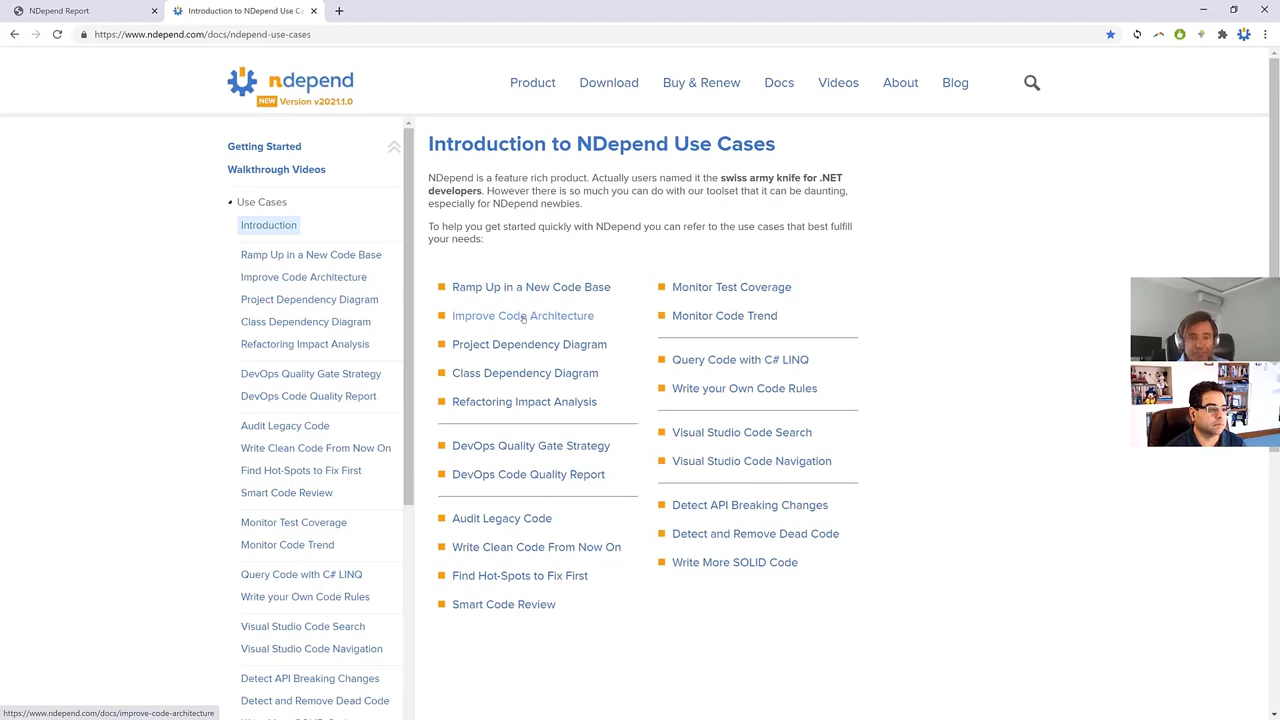 NDepend Report
Introduction to NDepend Use Ca
https://www.ndepend.com/docs/ndepend-use-cases
ndepend
NEW Version v2021.1.0
Product Download Buy & Renew Docs Videos About Blog
Getting Started
Walkthrough Videos
Use Cases
Introduction
Ramp Up in a New Code Base
Improve Code Architecture
Project Dependency Diagram
Class Dependency Diagram
Refactoring Impact Analysis
DevOps Quality Gate Strategy
DevOps Code Quality Report
Audit Legacy Code
Write Clean Code From Now On
Find Hot-Spots to Fix First
Smart Code Review
Monitor Test Coverage
Monitor Code Trend
Query Code with C# LINQ
Write your Own Code Rules
Visual Studio Code Search
Visual Studio Code Navigation
Detect API Breaking Changes
Detect and Remove Dead Code
Introduction to NDepend Use Cases
NDepend is a feature rich product. Actually users named it the swiss army knife for .NET
developers. However there is so much you can do with our toolset that it can be daunting,
especially for NDepend newbies.
To help you get started quickly with NDepend you can refer to the use cases that best fulfill
your needs:
Ramp Up in a New Code Base
Improve Code Architecture
Project Dependency Diagram
Class Dependency Diagram
Refactoring Impact Analysis
DevOps Quality Gate Strategy
DevOps Code Quality Report
Audit Legacy Code
Write Clean Code From Now On
Find Hot-Spots to Fix First
Smart Code Review
Monitor Test Coverage
Monitor Code Trend
Query Code with C# LINQ
Write your Own Code Rules
Visual Studio Code Search
Visual Studio Code Navigation
Detect API Breaking Changes
Detect and Remove Dead Code
Write More SOLID Code
https://www.ndepend.com/docs/improve-code-architecture